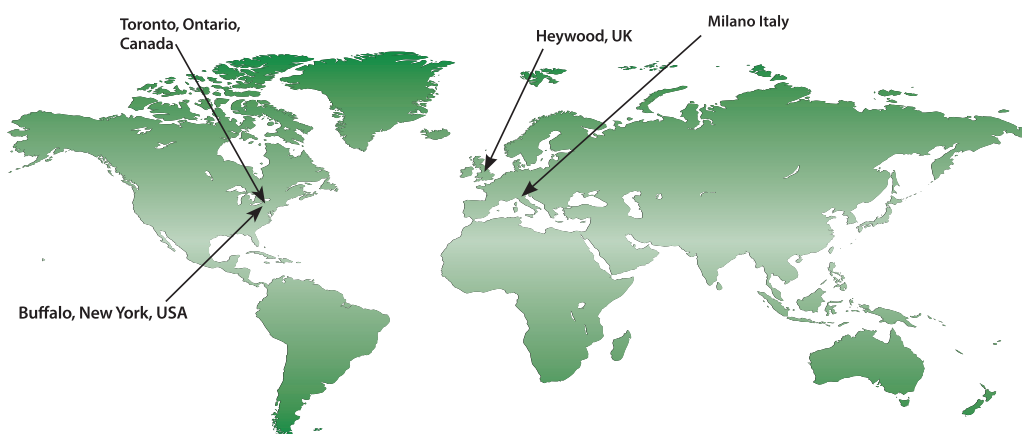 Toronto, Ontario,
Canada
Heywood, UK
Milano Italy
Buffalo, New York, USA